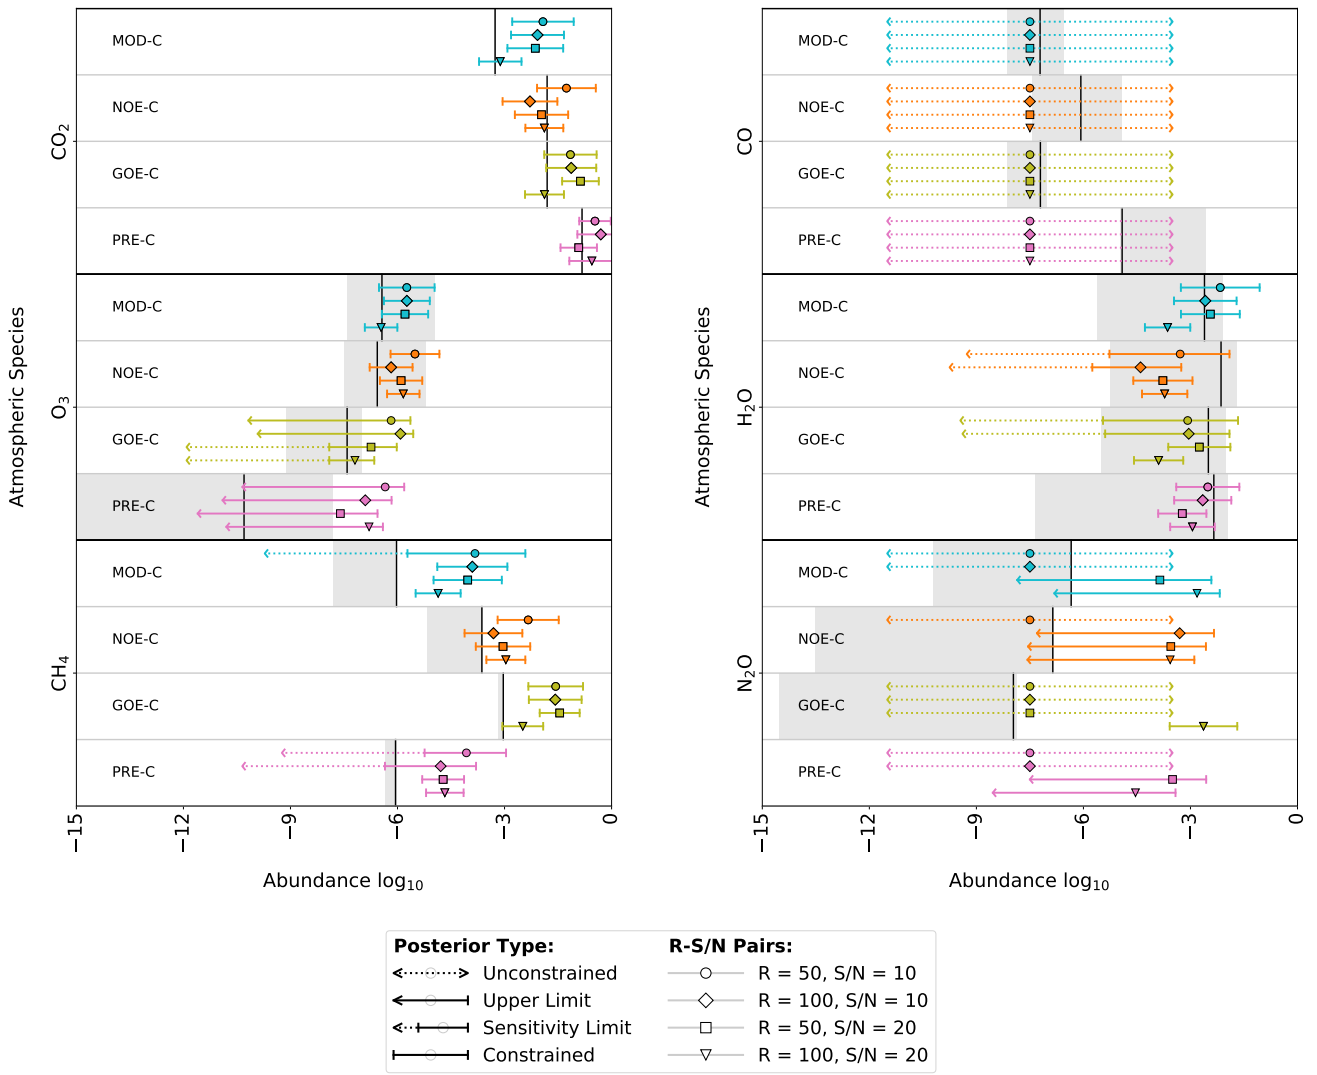 Atmospheric Species
CO₂
MOD-C
NOE-C
GOE-C
PRE-C
O₃
MOD-C
NOE-C
GOE-C
PRE-C
CH₄
MOD-C
NOE-C
GOE-C
PRE-C
−15 −12 −9 −6 −3 0
Abundance log₁₀
Atmospheric Species
CO
MOD-C
NOE-C
GOE-C
PRE-C
H₂O
MOD-C
NOE-C
GOE-C
PRE-C
N₂O
MOD-C
NOE-C
GOE-C
PRE-C
−15 −12 −9 −6 −3 0
Abundance log₁₀
Posterior Type:
Unconstrained
Upper Limit
Sensitivity Limit
Constrained
R-S/N Pairs:
R = 50, S/N = 10
R = 100, S/N = 10
R = 50, S/N = 20
R = 100, S/N = 20